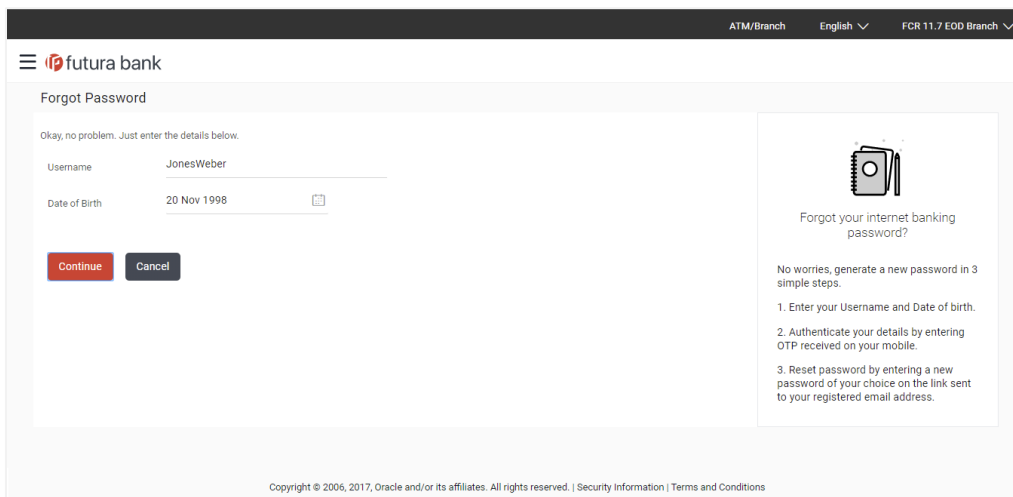 ATM/Branch English FCR 11.7 EOD Branch
futura bank
Forgot Password
Okay, no problem. Just enter the details below.
Username JonesWeber
Date of Birth 20 Nov 1998
Continue Cancel
Forgot your internet banking
password?
No worries, generate a new password in 3
simple steps.
1. Enter your Username and Date of birth.
2. Authenticate your details by entering
OTP received on your mobile.
3. Reset password by entering a new
password of your choice on the link sent
to your registered email address.
Copyright © 2006, 2017, Oracle and/or its affiliates. All rights reserved. | Security Information | Terms and Conditions